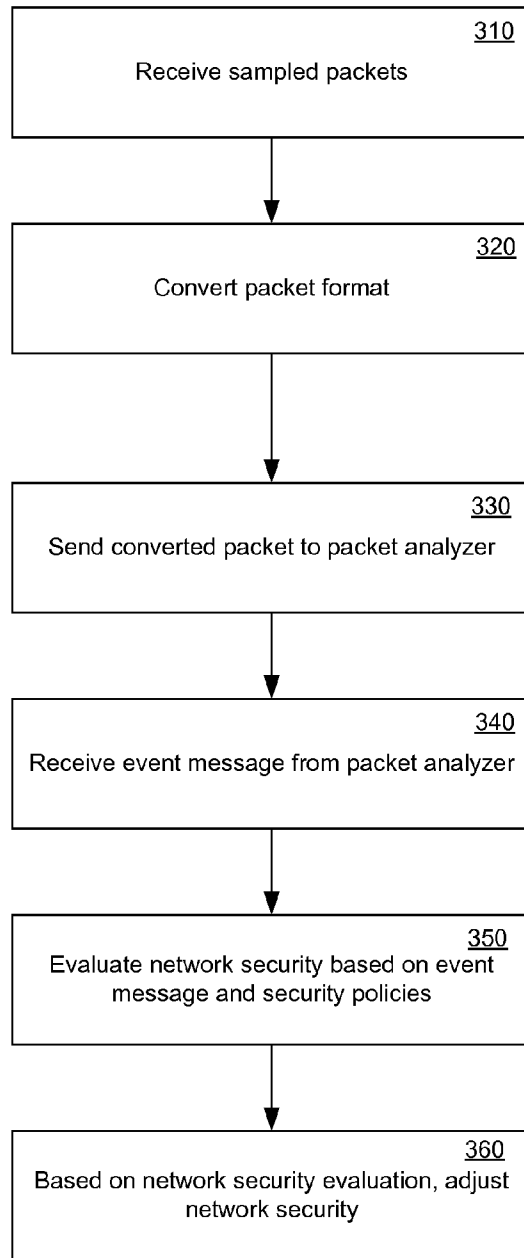 310
Receive sampled packets
320
Convert packet format
330
Send converted packet to packet analyzer
340
Receive event message from packet analyzer
350
Evaluate network security based on event
message and security policies
360
Based on network security evaluation, adjust
network security